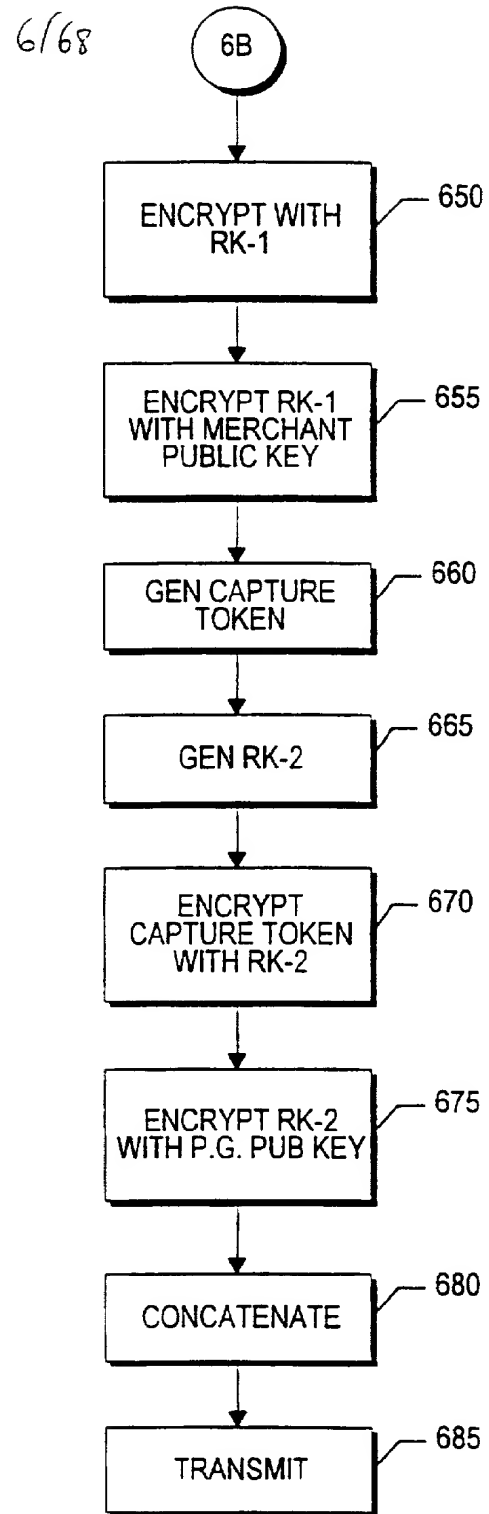 6/68
6B
ENCRYPT WITH
RK-1
650
ENCRYPT RK-1
WITH MERCHANT
PUBLIC KEY
655
GEN CAPTURE
TOKEN
660
GEN RK-2
665
ENCRYPT
CAPTURE TOKEN
WITH RK-2
670
ENCRYPT RK-2
WITH P.G. PUB KEY
675
CONCATENATE
680
TRANSMIT
685